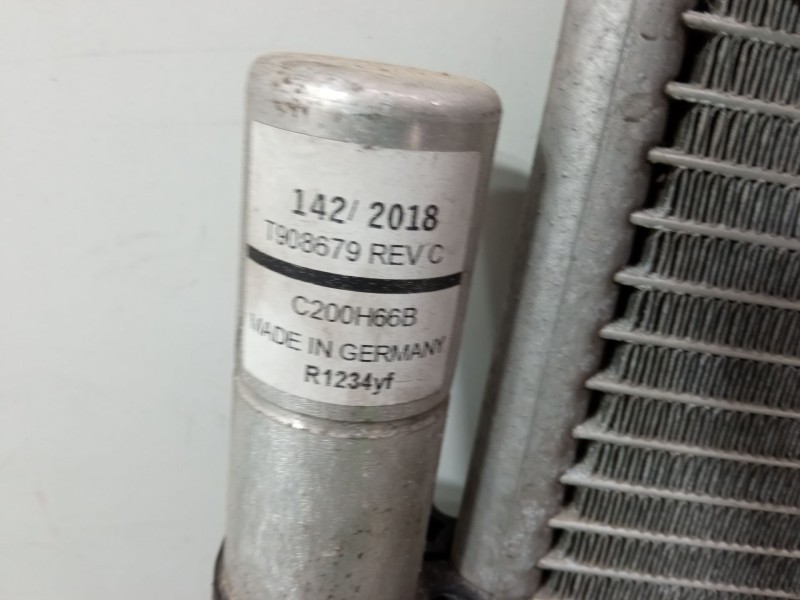 142/ 2018
T908679 REV C
C200H66B
MADE IN GERMANY
R1234yf